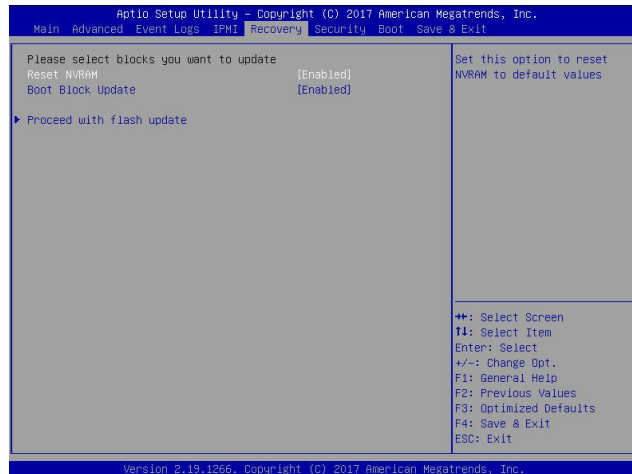 Aptio Setup Utility – Copyright (C) 2017 American Megatrends, Inc.
Main Advanced Event Logs IPMI Recovery Security Boot Save & Exit
Please select blocks you want to update
Reset NVRAM [Enabled]
Boot Block Update [Enabled]
► Proceed with flash update
Set this option to reset
NVRAM to default values
→←: Select Screen
↑↓: Select Item
Enter: Select
+/-: Change Opt.
F1: General Help
F2: Previous Values
F3: Optimized Defaults
F4: Save & Exit
ESC: Exit
Version 2.19.1266. Copyright (C) 2017 American Megatrends, Inc.